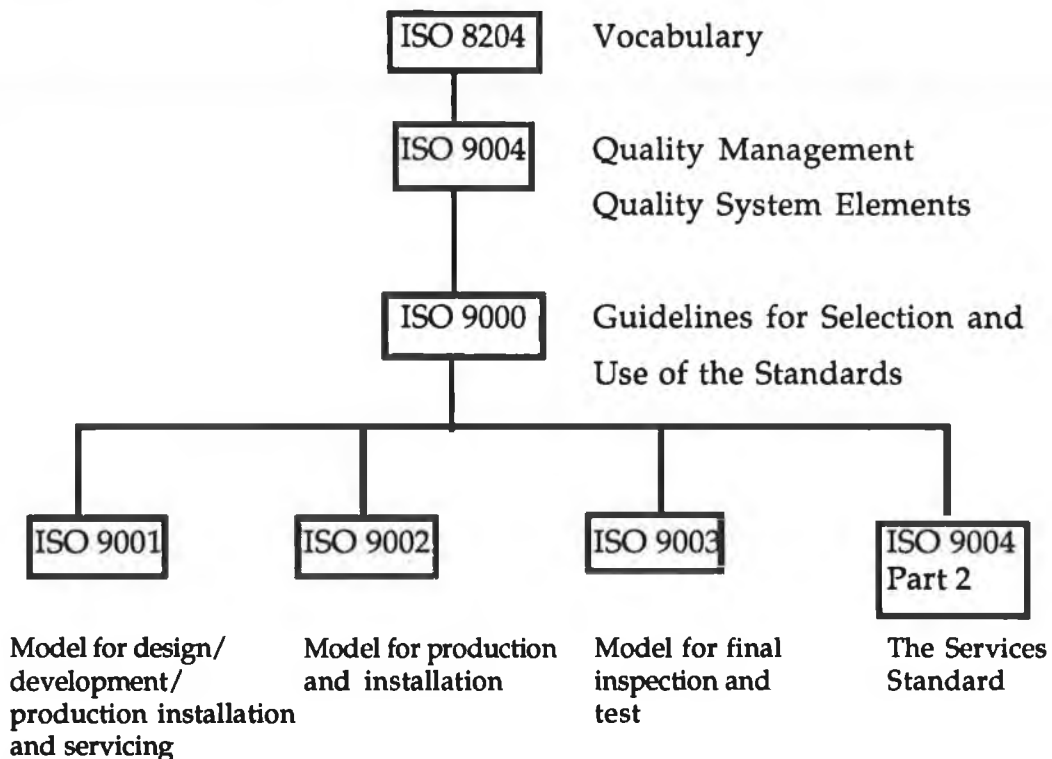 ISO 8204 Vocabulary
ISO 9004 Quality Management
Quality System Elements
ISO 9000 Guidelines for Selection and
Use of the Standards
ISO 9001
ISO 9002
ISO 9003
ISO 9004
Part 2
Model for design/
development/
production installation
and servicing
Model for production
and installation
Model for final
inspection and
test
The Services
Standard